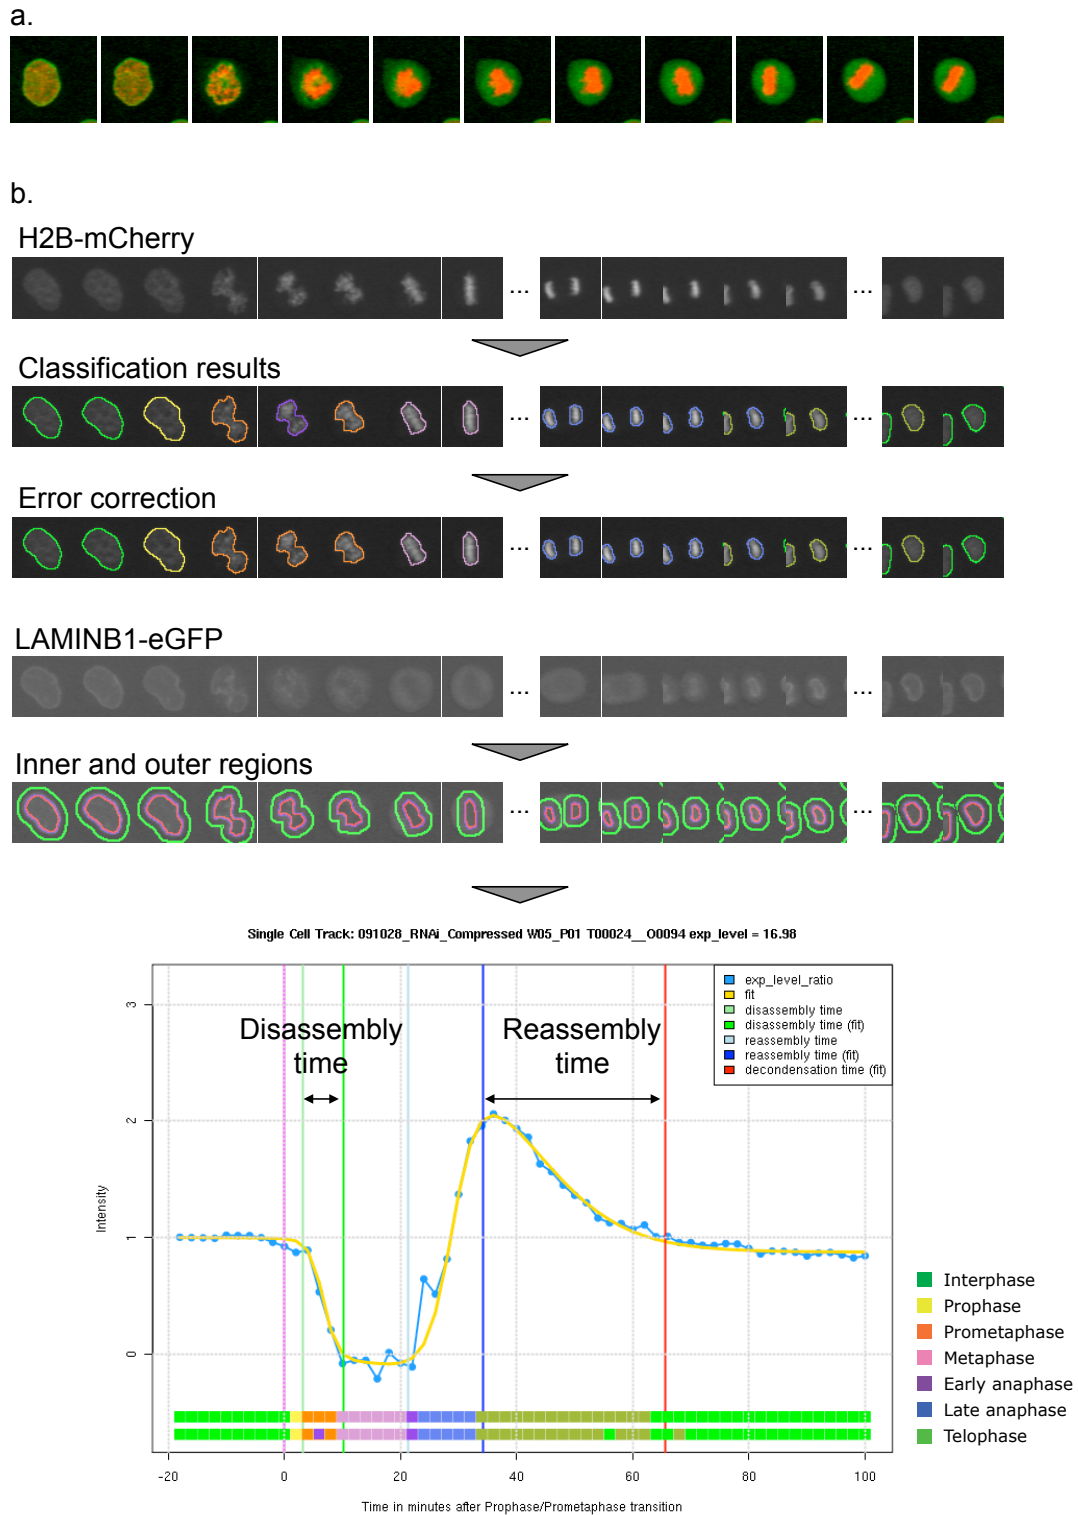 a.
b.
H2B-mCherry
...
...
Classification results
...
...
Error correction
...
...
LAMINB1-eGFP
...
...
Inner and outer regions
...
...
Single Cell Track: 091028_RNAi_Compressed W05_P01 T00024__O0094 exp_level = 16.98
exp_level_ratio
fit
disassembly time
disassembly time (fit)
reassembly time
reassembly time (fit)
decondensation time (fit)
Disassembly
time
Reassembly
time
Intensity
3
2
1
0
-20
0
20
40
60
80
100
Time in minutes after Prophase/Prometaphase transition
Interphase
Prophase
Prometaphase
Metaphase
Early anaphase
Late anaphase
Telophase